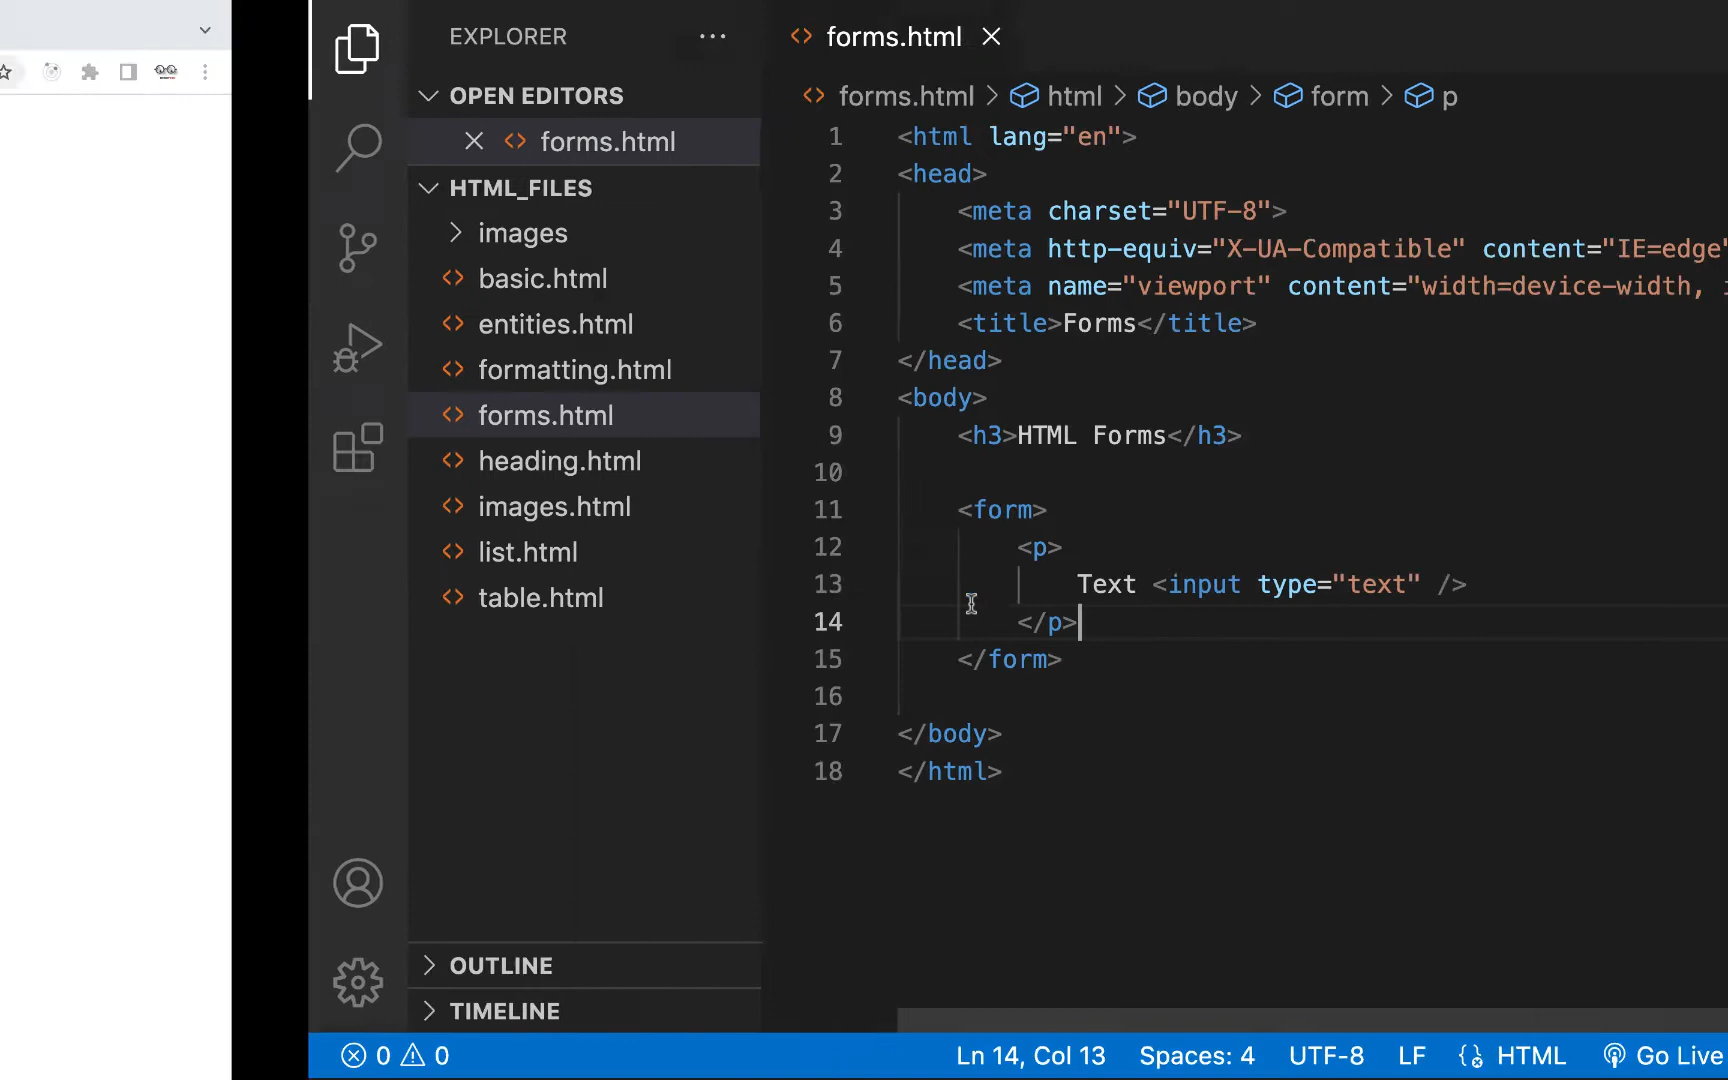 EXPLORER
OPEN EDITORS
forms.html
HTML_FILES
images
basic.html
entities.html
formatting.html
forms.html
heading.html
images.html
list.html
table.html
OUTLINE
TIMELINE
forms.html
forms.html > html > body > form > p
1 <html lang="en">
2 <head>
3 <meta charset="UTF-8">
4 <meta http-equiv="X-UA-Compatible" content="IE=edge"
5 <meta name="viewport" content="width=device-width,
6 <title>Forms</title>
7 </head>
8 <body>
9 <h3>HTML Forms</h3>
10
11 <form>
12 <p>
13 Text <input type="text" />
14 </p>
15 </form>
16
17 </body>
18 </html>
0 0 Ln 14, Col 13 Spaces: 4 UTF-8 LF HTML Go Live